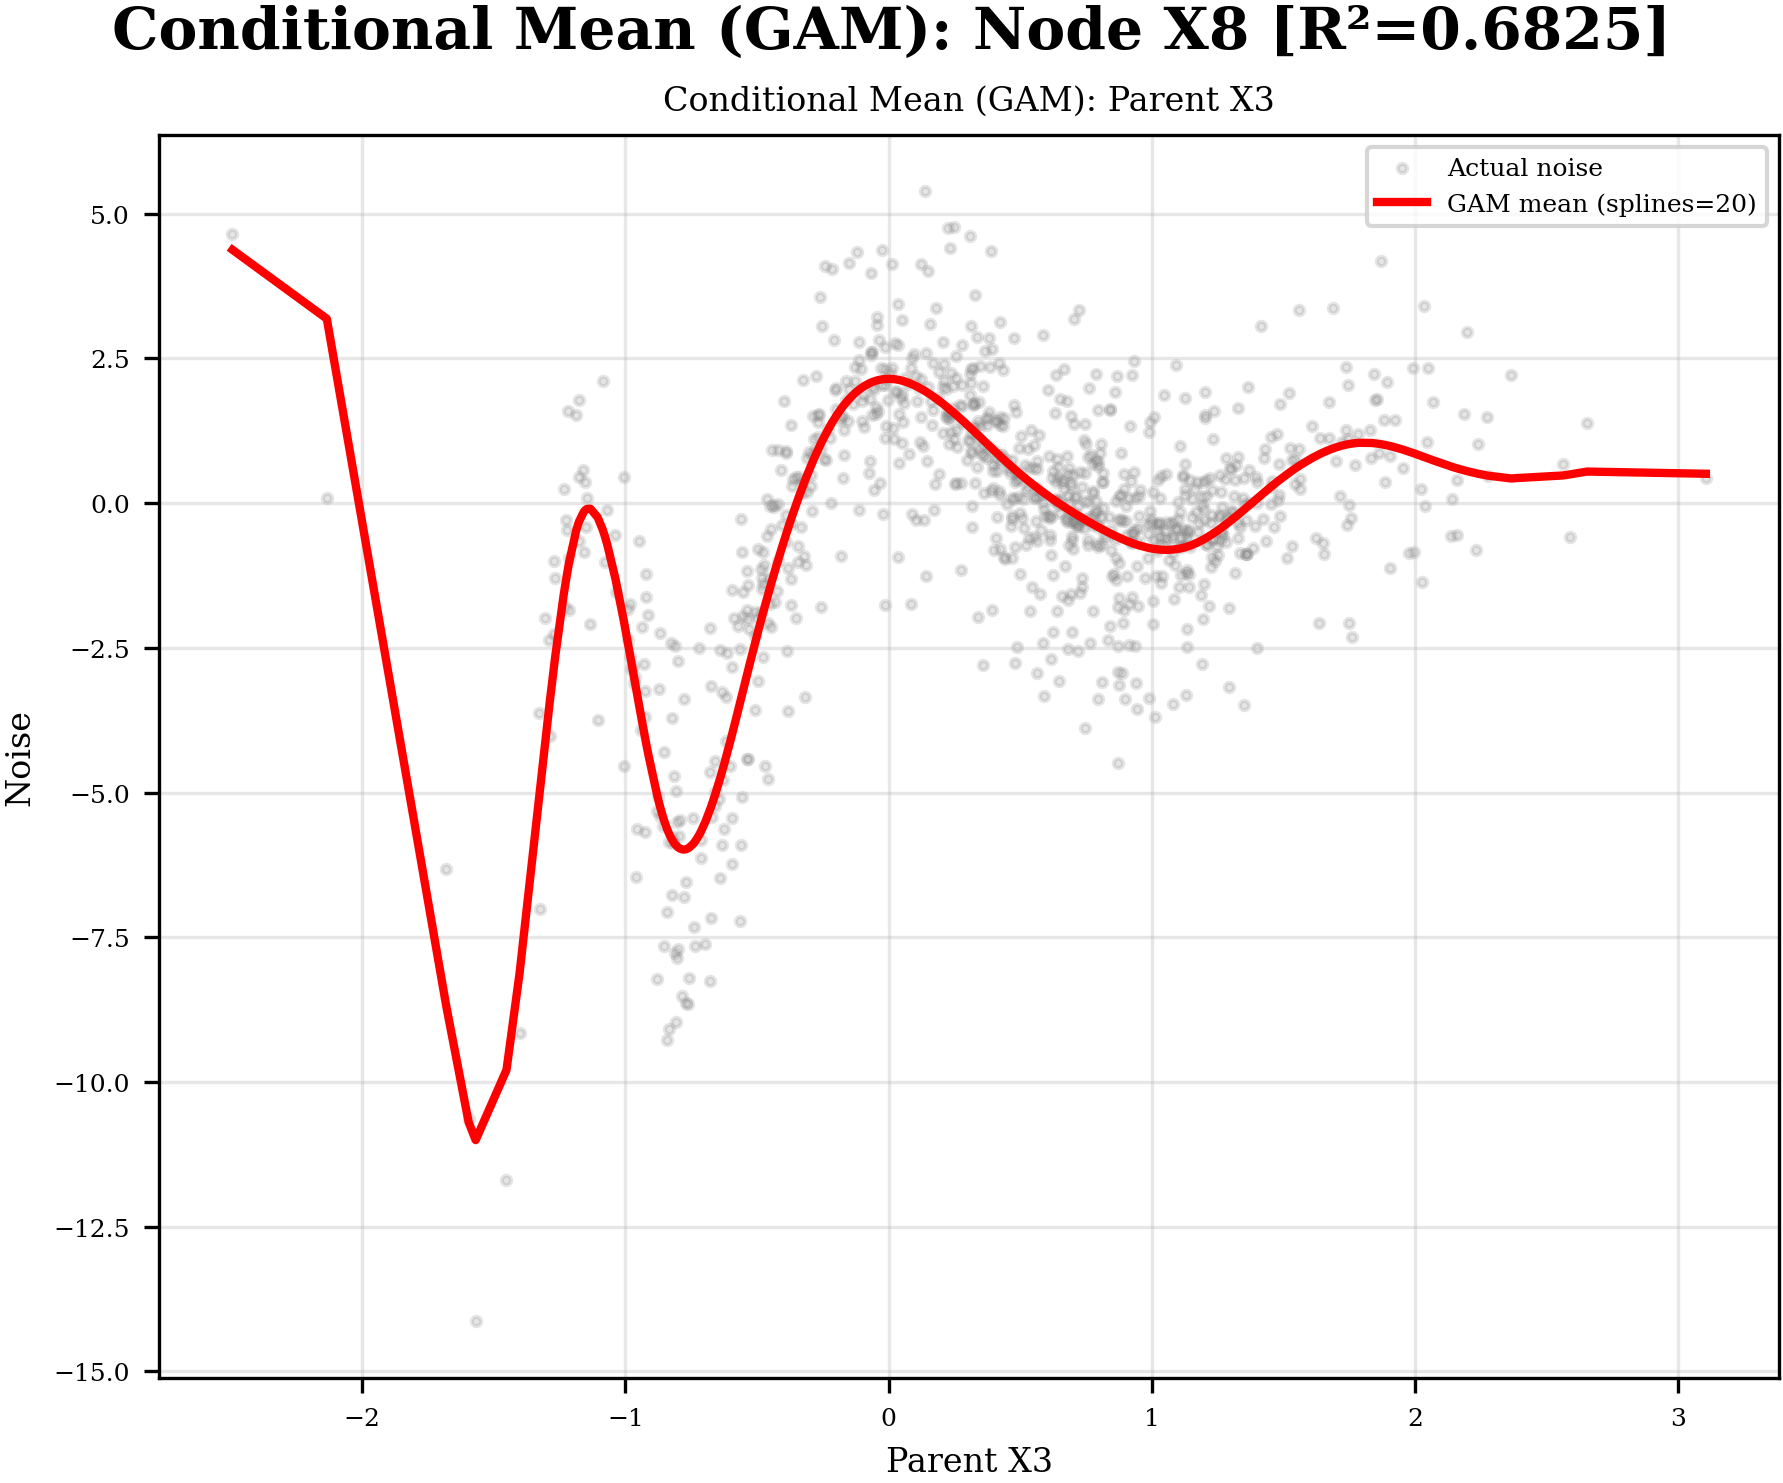 Conditional Mean (GAM): Node X8 [R²=0.6825]
Conditional Mean (GAM): Parent X3
Actual noise
GAM mean (splines=20)
Noise
5.0
2.5
0.0
−2.5
−5.0
−7.5
−10.0
−12.5
−15.0
−2
−1
0
1
2
3
Parent X3